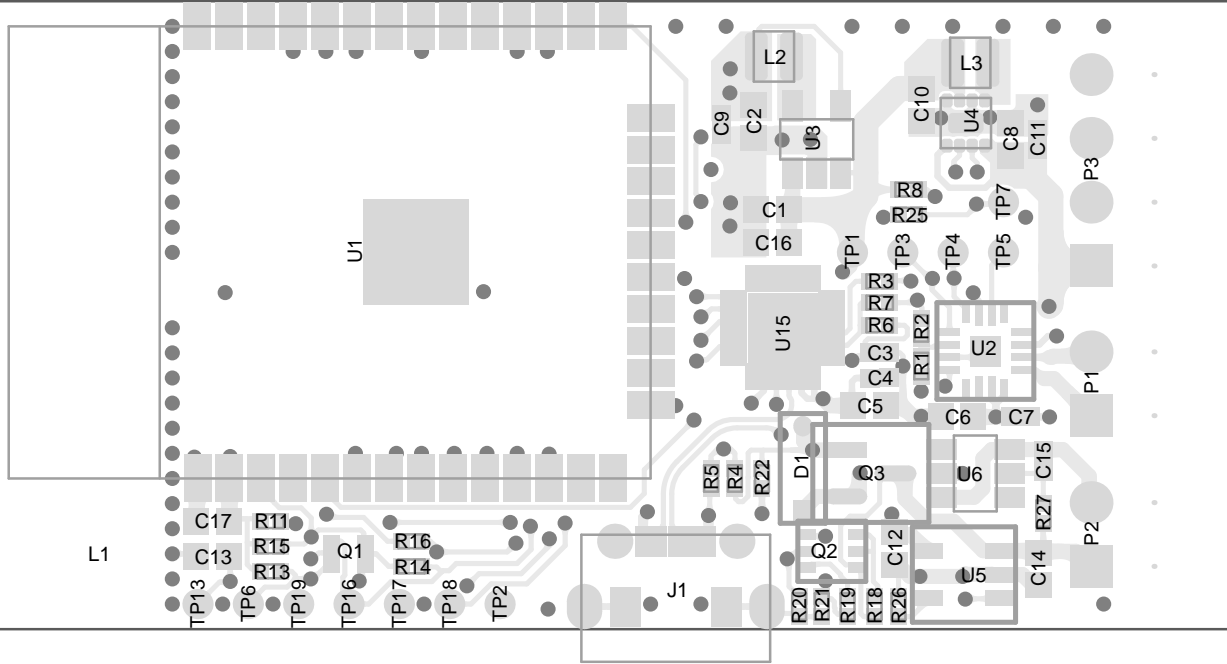 L2
L3
C10
C9
C2
U3
U4
C8
C11
P3
R8
TP7
C1
R25
U1
C16
TP1
TP3
TP4
TP5
R3
R7
U15
R6
R2
U2
C3
R1
C4
P1
C5
C6
C7
R5
R4
R22
D1
Q3
U6
C15
C17
R11
R27
P2
R15
R16
L1
C13
Q1
Q2
C12
R13
R14
U5
C14
J1
TP13
TP6
TP19
TP16
TP17
TP18
TP2
R20
R21
R19
R18
R26